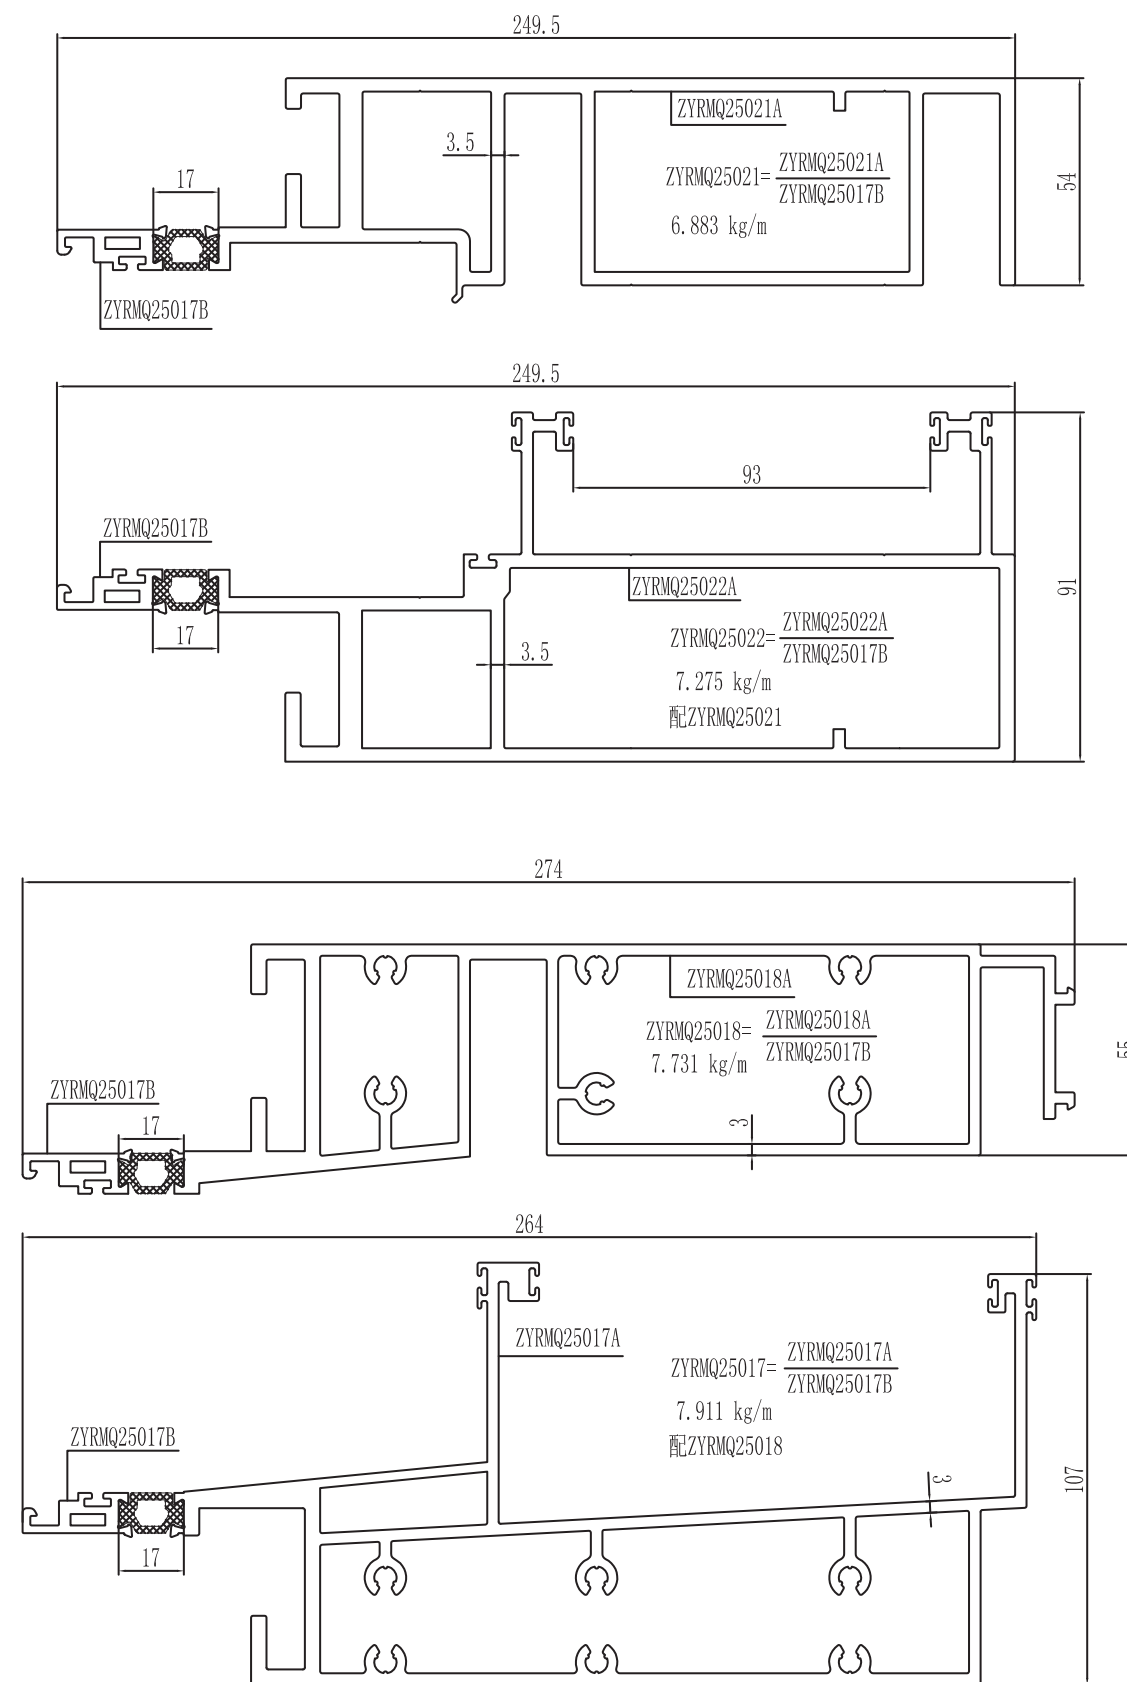 249.5
ZYRMQ25021A
3.5
ZYRMQ25021=
ZYRMQ25021A
ZYRMQ25017B
17
54
6.883 kg/m
ZYRMQ25017B
249.5
93
ZYRMQ25017B
91
ZYRMQ25022A
ZYRMQ25022=
ZYRMQ25022A
ZYRMQ25017B
17
3.5
7.275 kg/m
配ZYRMQ25021
274
ZYRMQ25018A
ZYRMQ25018=
ZYRMQ25018A
ZYRMQ25017B
55
7.731 kg/m
ZYRMQ25017B
17
3
264
ZYRMQ25017A
ZYRMQ25017=
ZYRMQ25017A
ZYRMQ25017B
7.911 kg/m
ZYRMQ25017B
配ZYRMQ25018
3
107
17